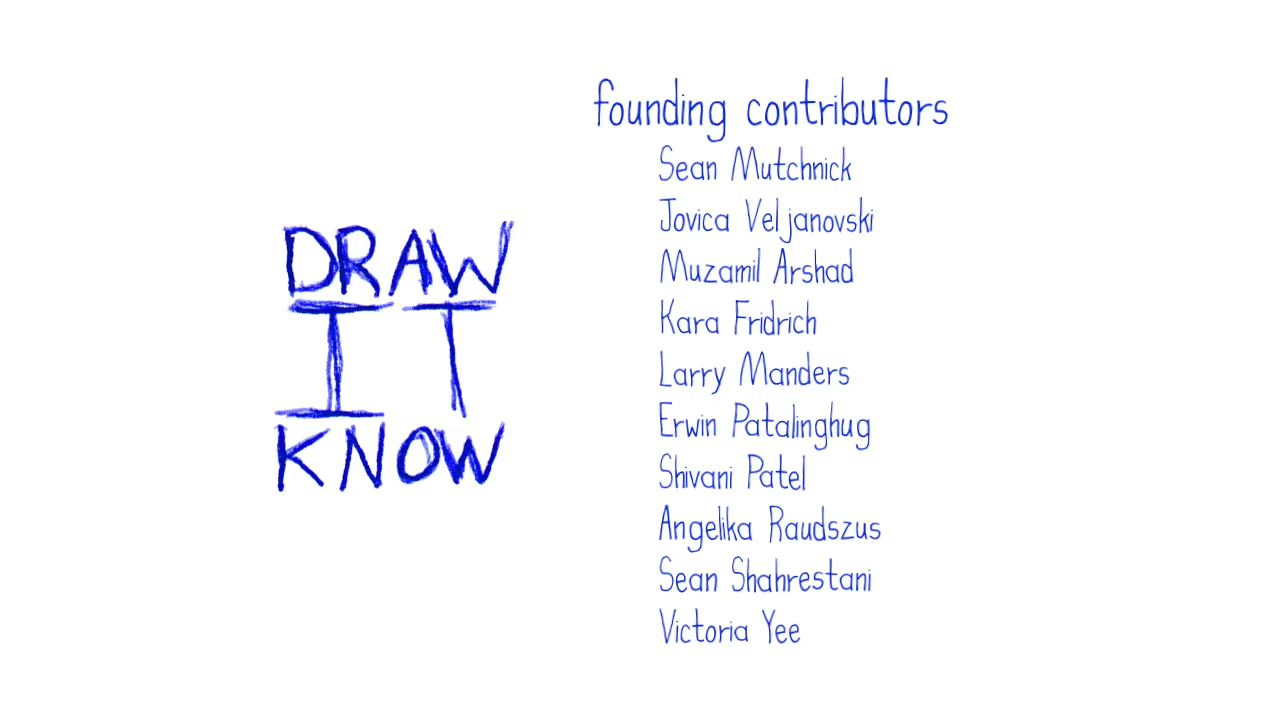 DRAW
IT
KNOW
founding contributors
Sean Mutchnick
Jovica Veljanovski
Muzamil Arshad
Kara Fridrich
Larry Manders
Erwin Patalinghug
Shivani Patel
Angelika Raudszus
Sean Shahrestani
Victoria Yee